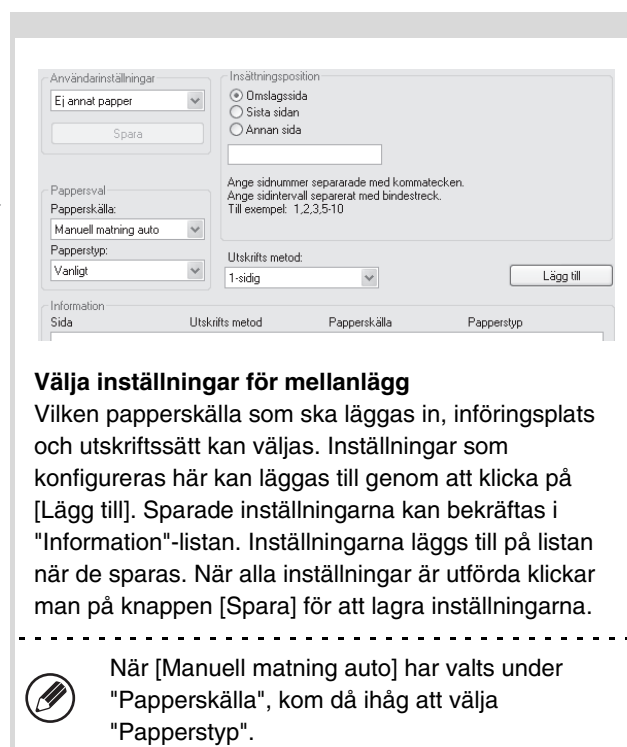 Användarinställningar
Ej annat papper
Spara
Pappersval
Papperskälla:
Manuell matning auto
Papperstyp:
Vanligt
Insättningsposition
Omslagssida
Sista sidan
Annan sida
Ange sidnummer separarade med kommatecken.
Ange sidintervall separerat med bindestreck.
Till exempel: 1,2,3,5-10
Utskrifts metod:
1-sidig
Lägg till
Information
Sida Utskrifts metod Papperskälla Papperstyp
Välja inställningar för mellanlägg
Vilken papperskälla som ska läggas in, införingsplats
och utskriftssätt kan väljas. Inställningar som
konfigureras här kan läggas till genom att klicka på
[Lägg till]. Sparade inställningarna kan bekräftas i
"Information"-listan. Inställningarna läggs till på listan
när de sparas. När alla inställningar är utförda klickar
man på knappen [Spara] för att lagra inställningarna.
När [Manuell matning auto] har valts under
"Papperskälla", kom då ihåg att välja
"Papperstyp".